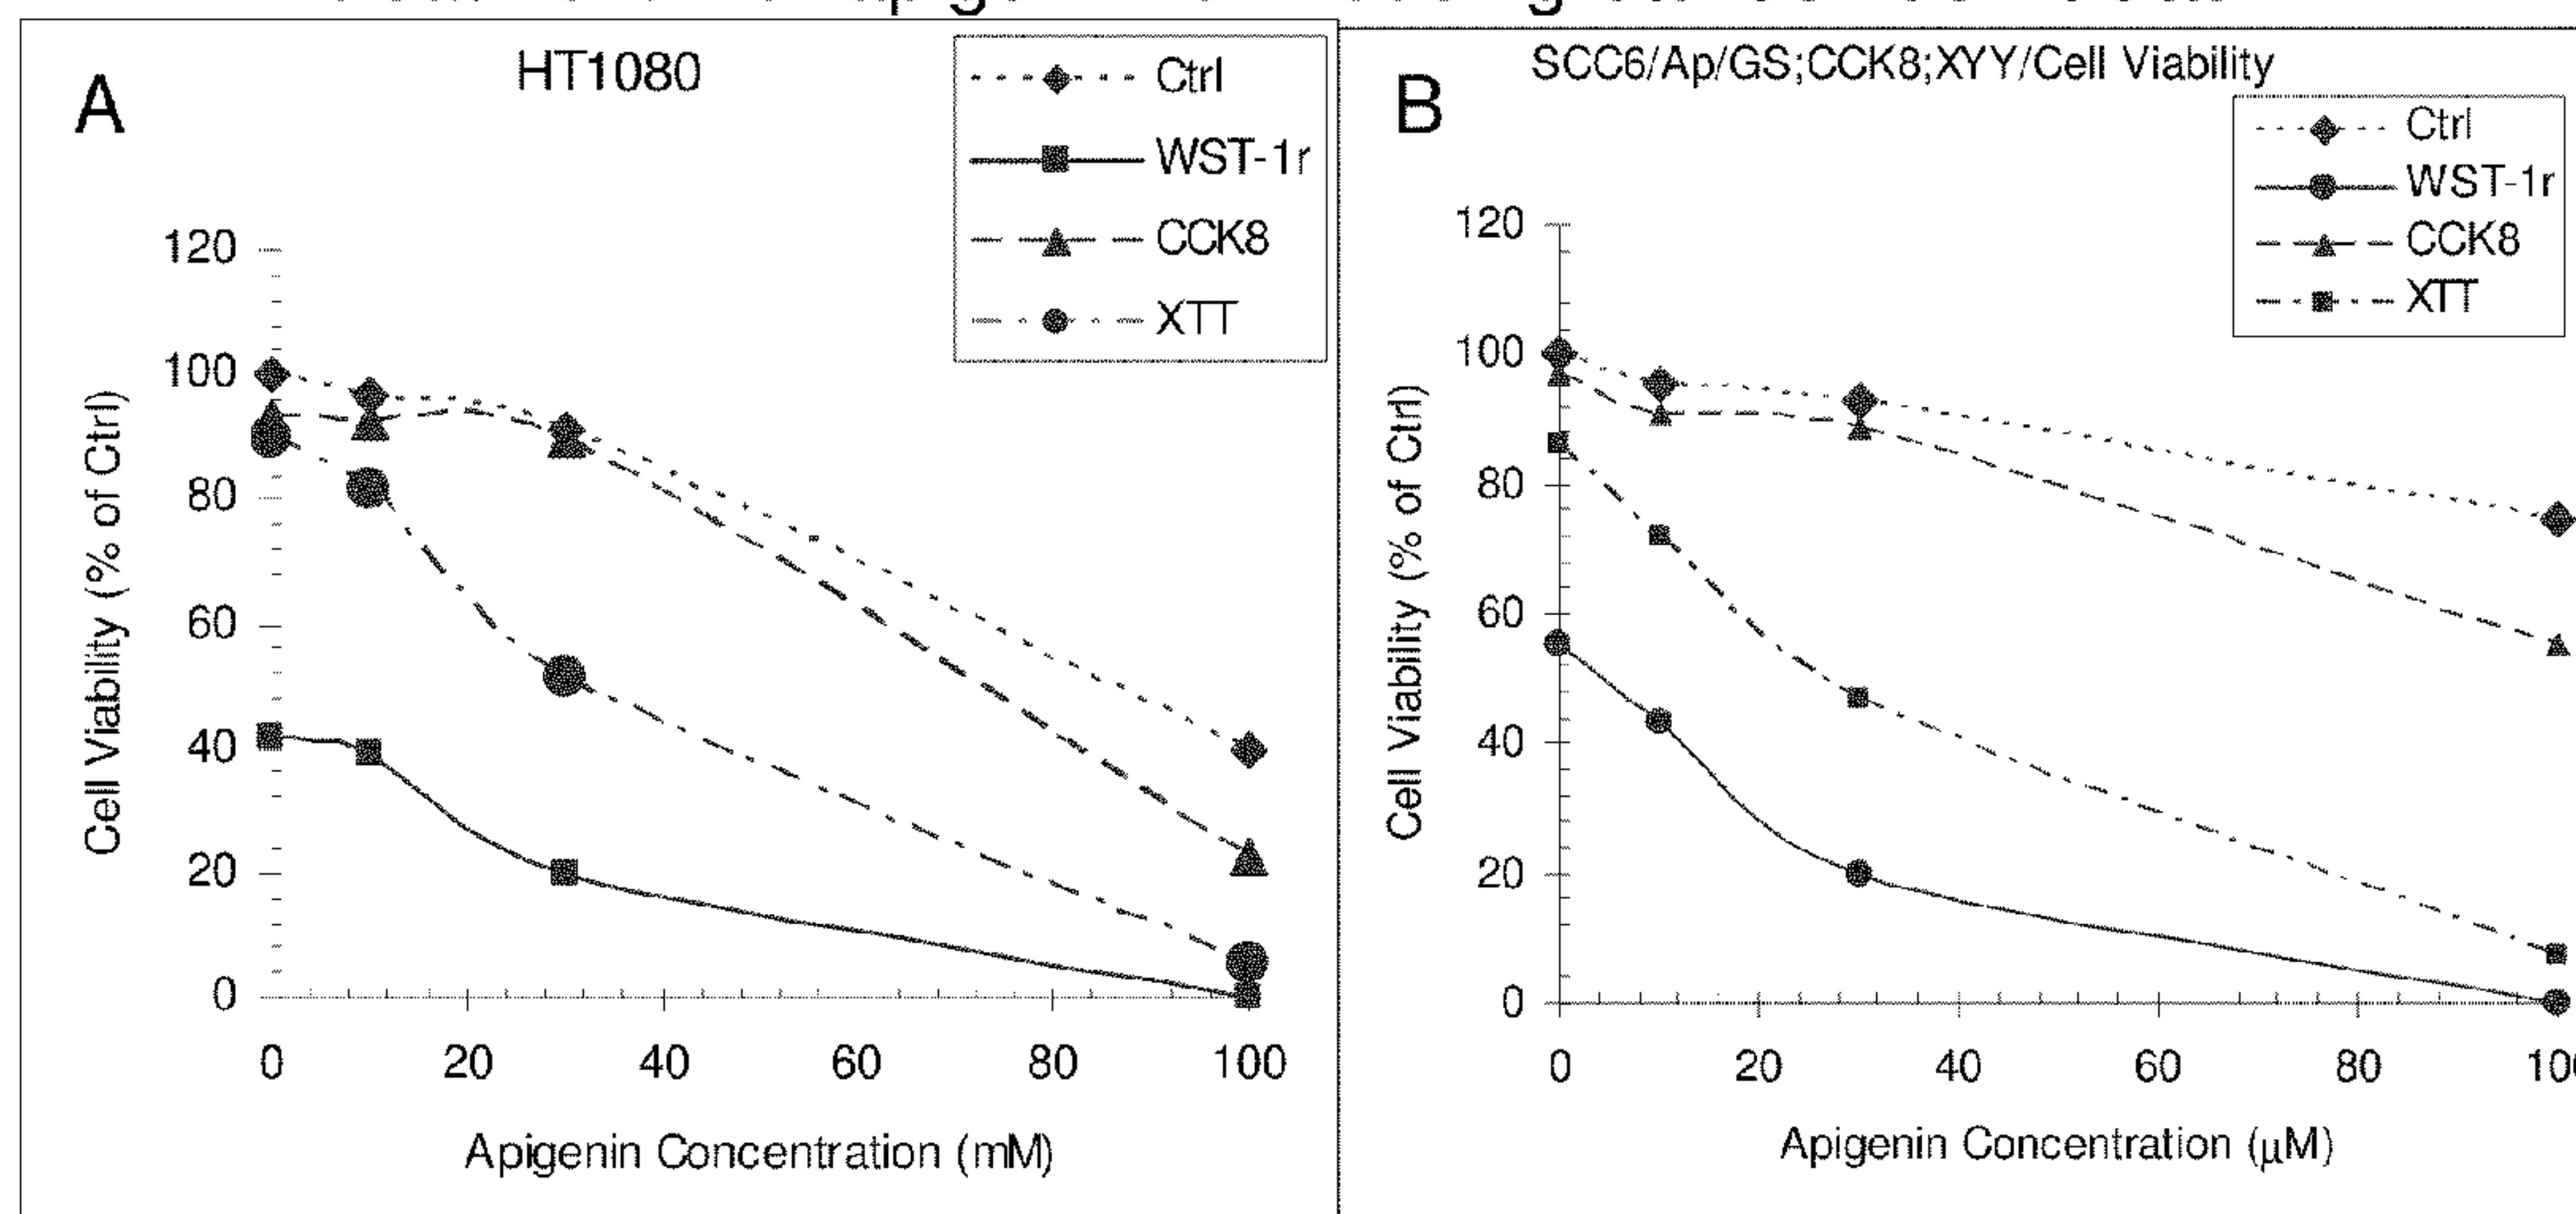 A
HT1080
Ctrl
WST-1r
CCK8
XTT
120
100
80
60
40
20
0
Cell Viability (% of Ctrl)
0 20 40 60 80 100
Apigenin Concentration (mM)
B
SCC6/Ap/GS;CCK8;XYY/Cell Viability
Ctrl
WST-1r
CCK8
XTT
120
100
80
60
40
20
0
Cell Viability (% of Ctrl)
0 20 40 60 80
Apigenin Concentration (μM)